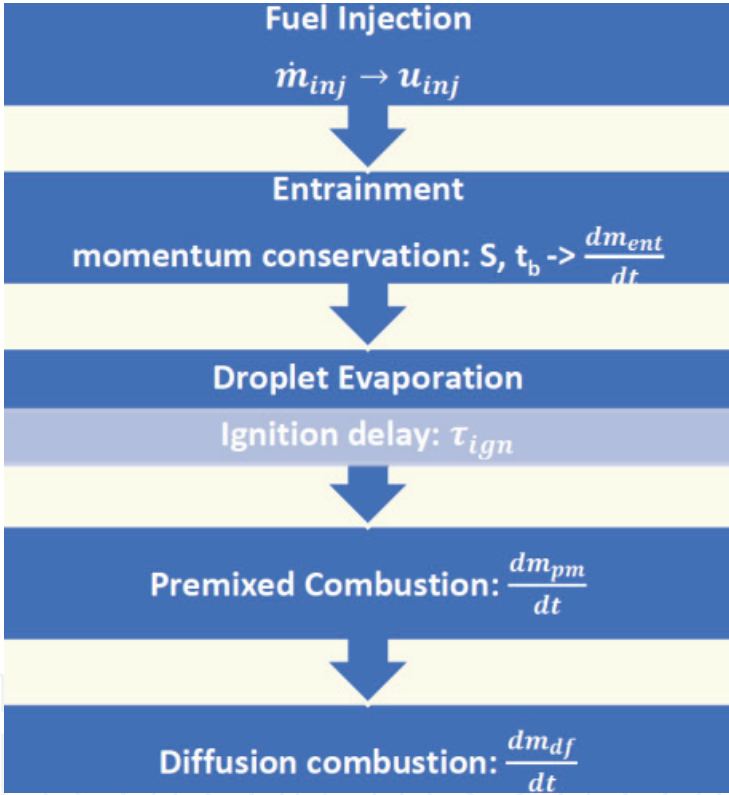 Fuel Injection
ṁ_inj → u_inj
Entrainment
momentum conservation: S, t_b -> dm_ent/dt
Droplet Evaporation
Ignition delay: τ_ign
Premixed Combustion: dm_pm/dt
Diffusion combustion: dm_df/dt